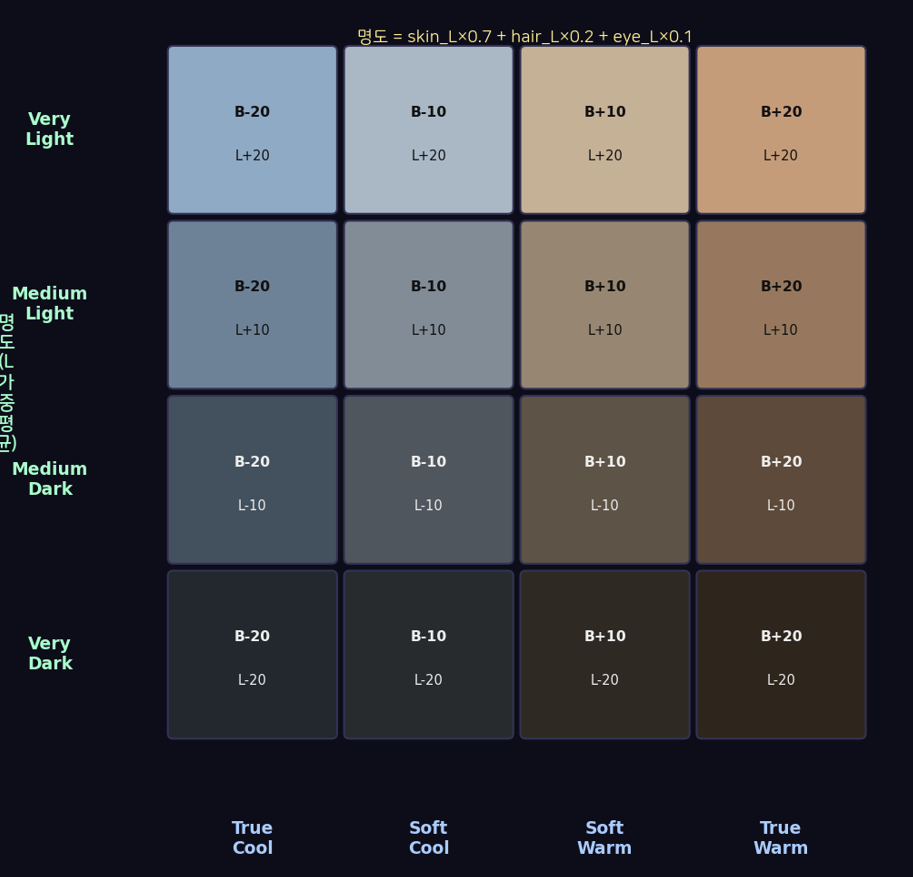 명도 = skin_L×0.7 + hair_L×0.2 + eye_L×0.1
Very
Light
B-20
B-10
B+10
B+20
L+20
L+20
L+20
L+20
Medium
Light
B-20
B-10
B+10
B+20
L+10
L+10
L+10
L+10
명도 (L 가중평균)
Medium
Dark
B-20
B-10
B+10
B+20
L-10
L-10
L-10
L-10
Very
Dark
B-20
B-10
B+10
B+20
L-20
L-20
L-20
L-20
True
Cool
Soft
Cool
Soft
Warm
True
Warm